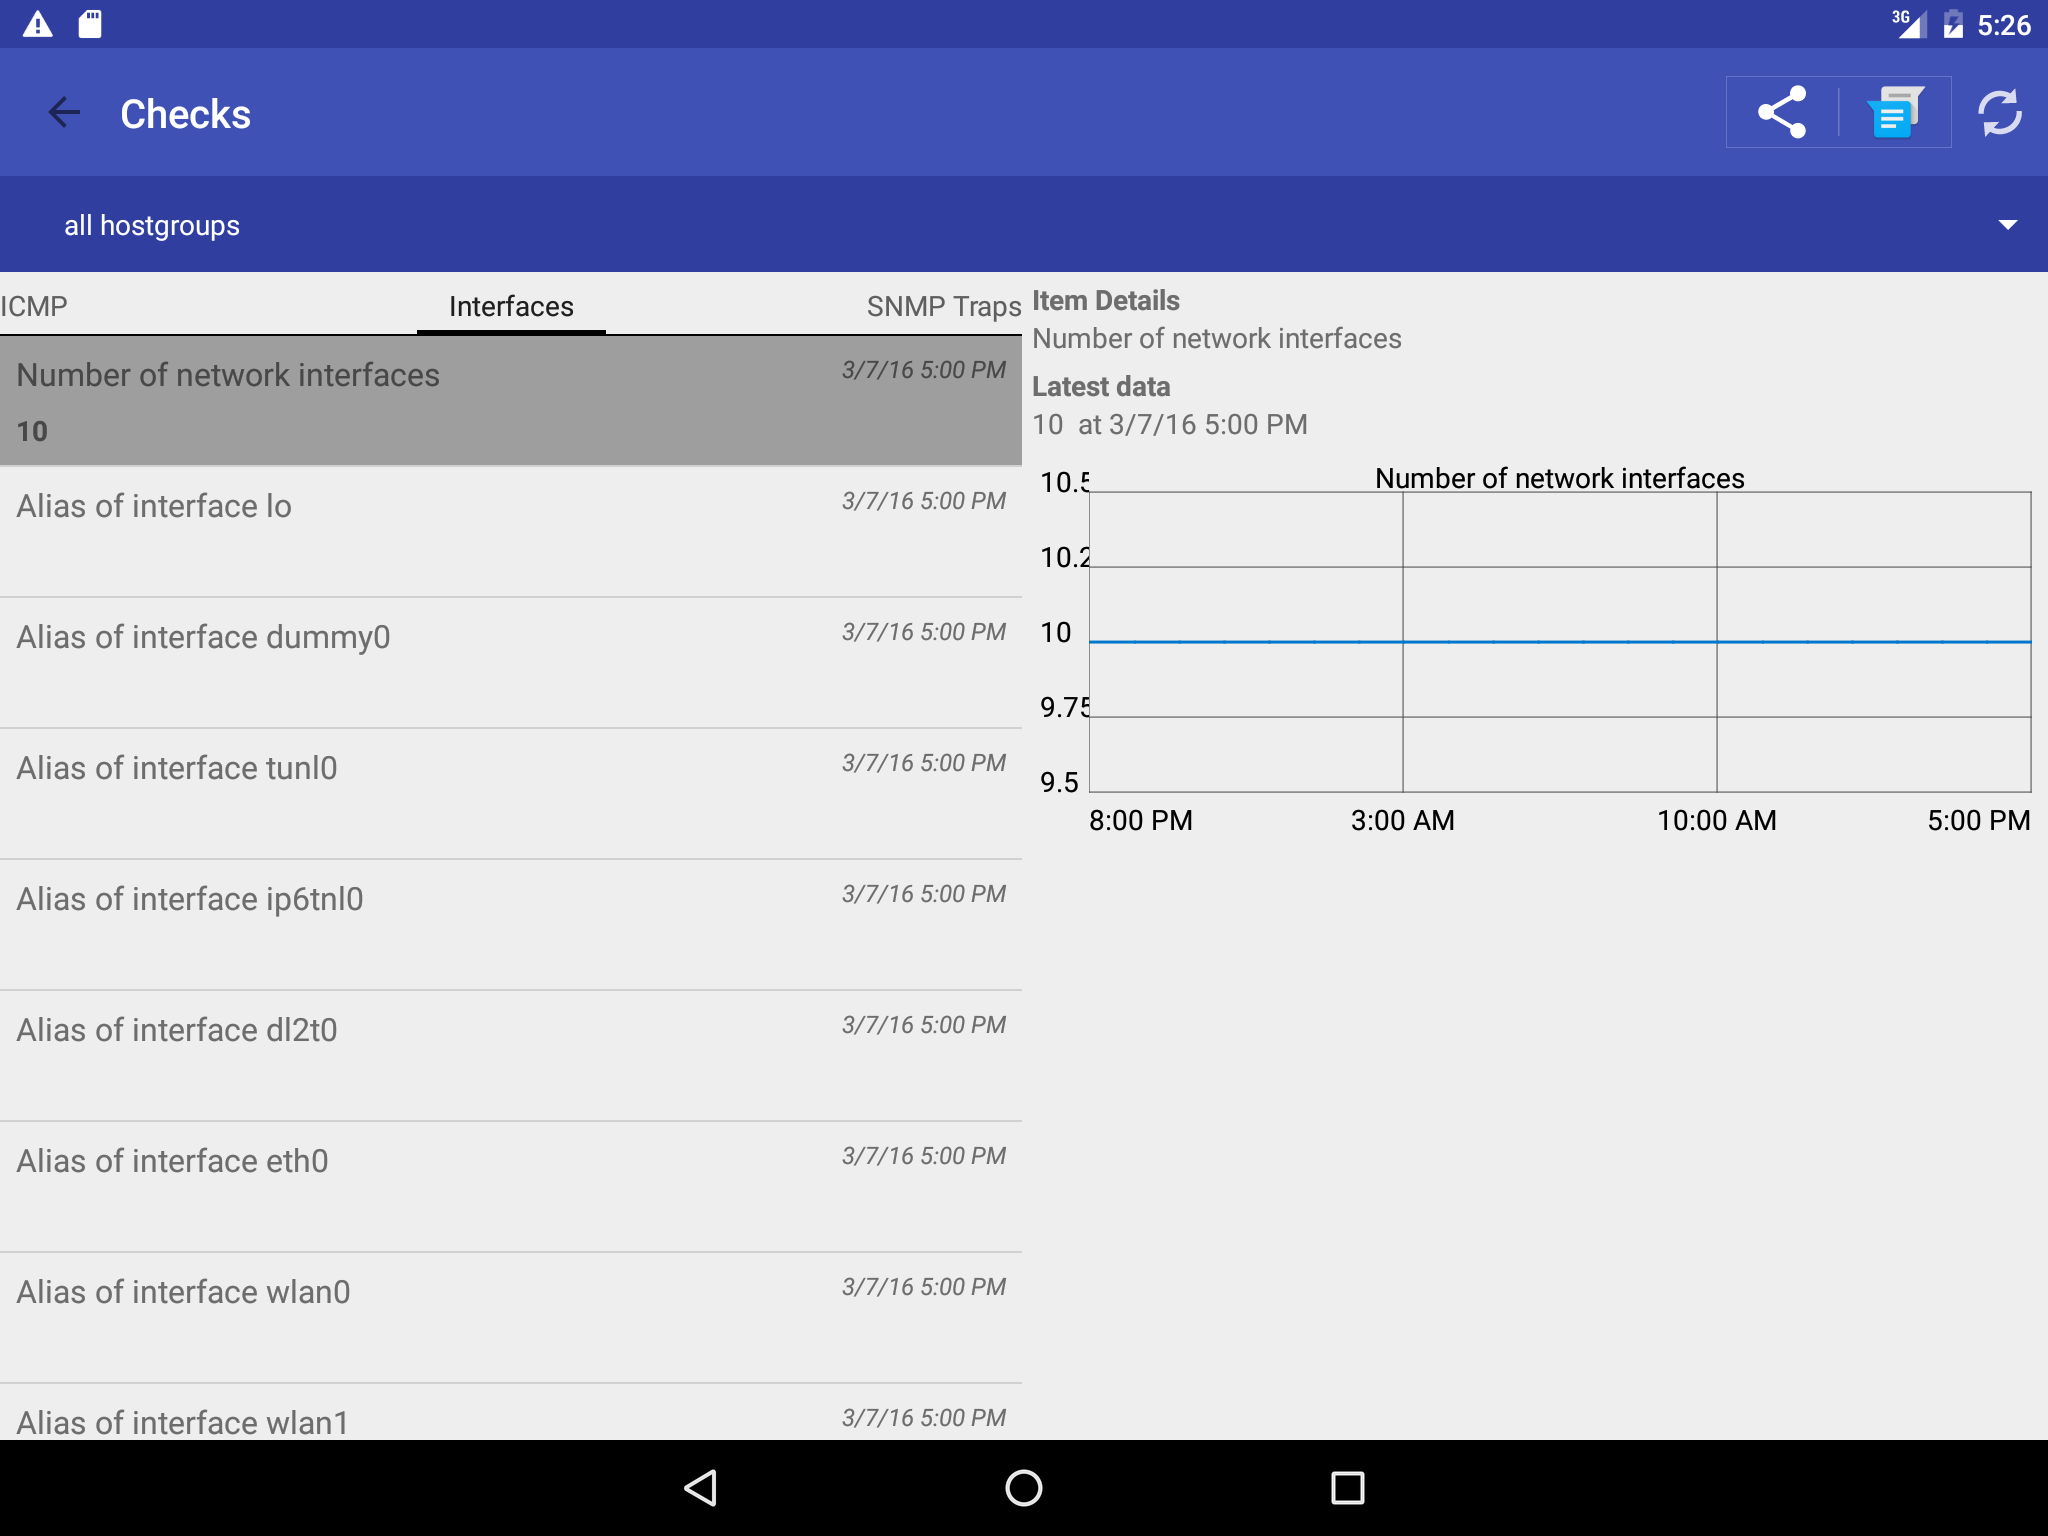 3G 5:26
Checks
all hostgroups
ICMP Interfaces SNMP Traps
Number of network interfaces 3/7/16 5:00 PM
10
Alias of interface lo 3/7/16 5:00 PM
Alias of interface dummy0 3/7/16 5:00 PM
Alias of interface tunl0 3/7/16 5:00 PM
Alias of interface ip6tnl0 3/7/16 5:00 PM
Alias of interface dl2t0 3/7/16 5:00 PM
Alias of interface eth0 3/7/16 5:00 PM
Alias of interface wlan0 3/7/16 5:00 PM
Alias of interface wlan1 3/7/16 5:00 PM
Item Details
Number of network interfaces
Latest data
10 at 3/7/16 5:00 PM
Number of network interfaces
10.5
10.2
10
9.75
9.5
8:00 PM 3:00 AM 10:00 AM 5:00 PM